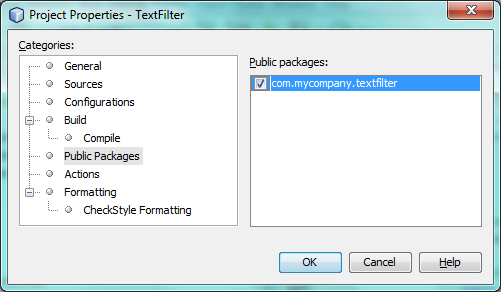 Project Properties - TextFilter
Categories:
General
Sources
Configurations
Build
Compile
Public Packages
Actions
Formatting
CheckStyle Formatting
Public packages:
com.mycompany.textfilter
OK
Cancel
Help